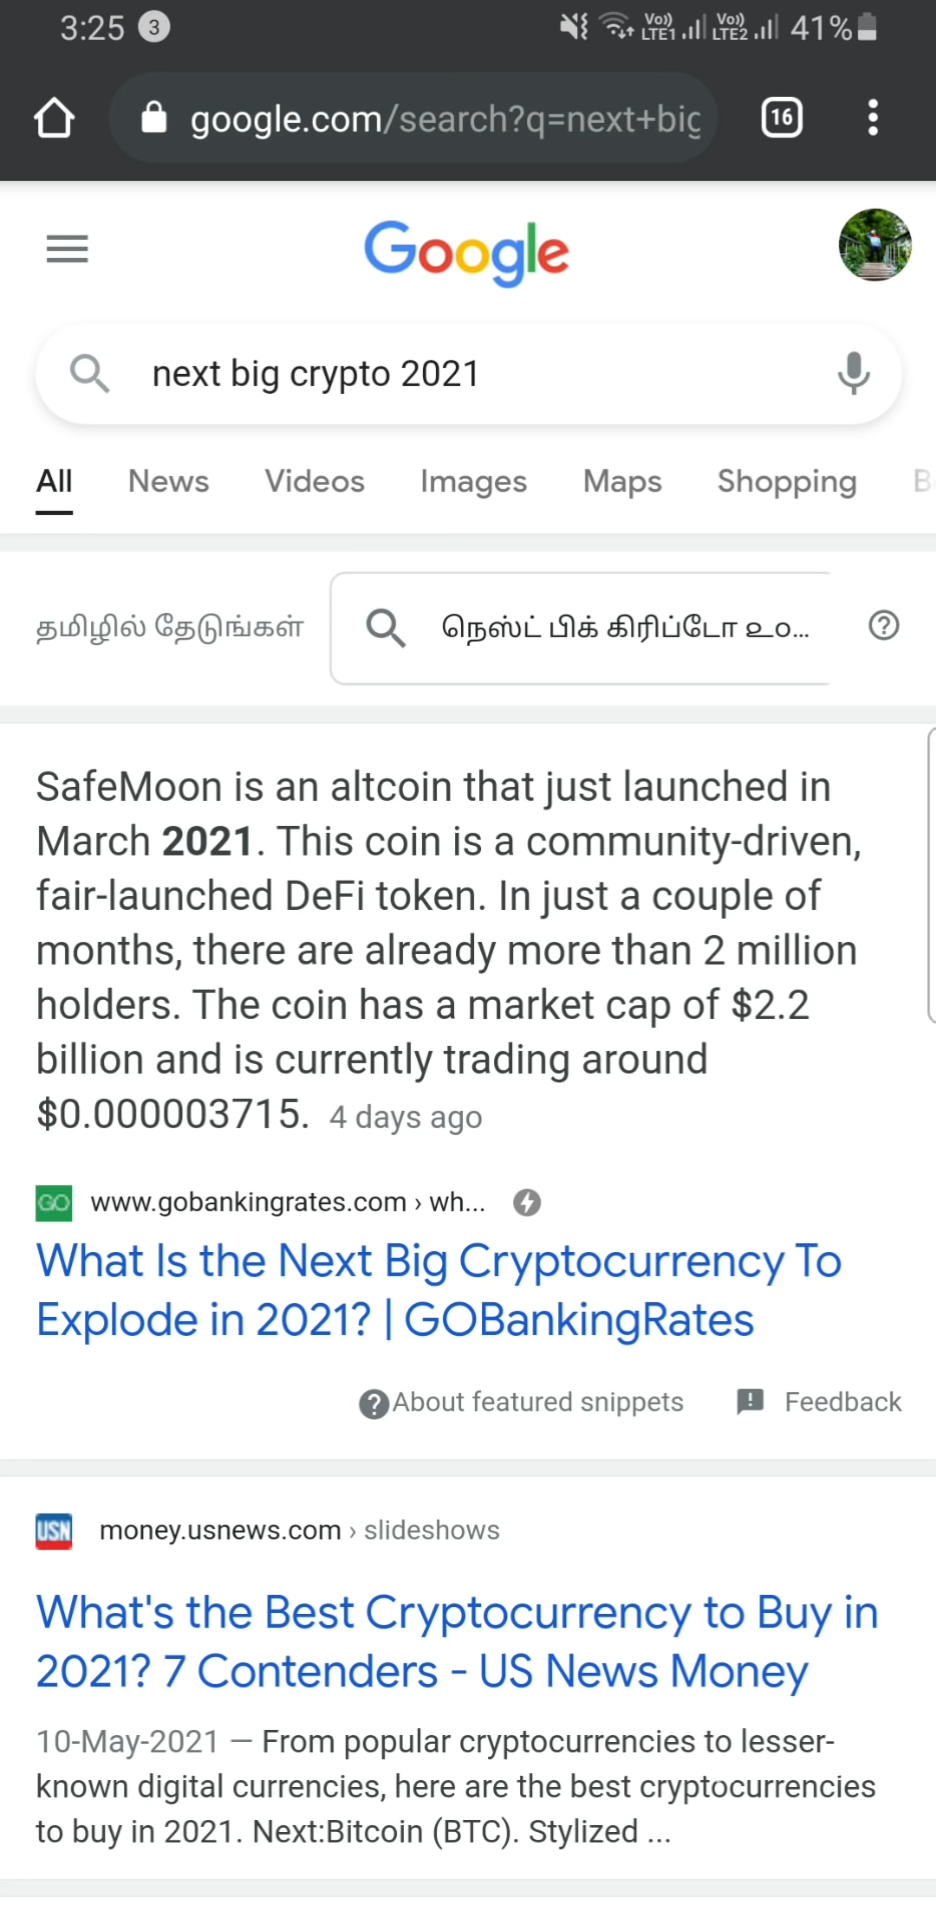 3:25 3 Vo)) LTE1 Vo)) LTE2 41%
google.com/search?q=next+big 16
Google
next big crypto 2021
All News Videos Images Maps Shopping
தமிழில் தேடுங்கள் நெஸ்ட் பிக் கிரிப்டோ உ௦...
SafeMoon is an altcoin that just launched in
March 2021. This coin is a community-driven,
fair-launched DeFi token. In just a couple of
months, there are already more than 2 million
holders. The coin has a market cap of $2.2
billion and is currently trading around
$0.000003715. 4 days ago
GO www.gobankingrates.com › wh...
What Is the Next Big Cryptocurrency To
Explode in 2021? | GOBankingRates
About featured snippets Feedback
USN money.usnews.com › slideshows
What's the Best Cryptocurrency to Buy in
2021? 7 Contenders - US News Money
10-May-2021 — From popular cryptocurrencies to lesser-
known digital currencies, here are the best cryptocurrencies
to buy in 2021. Next:Bitcoin (BTC). Stylized ...